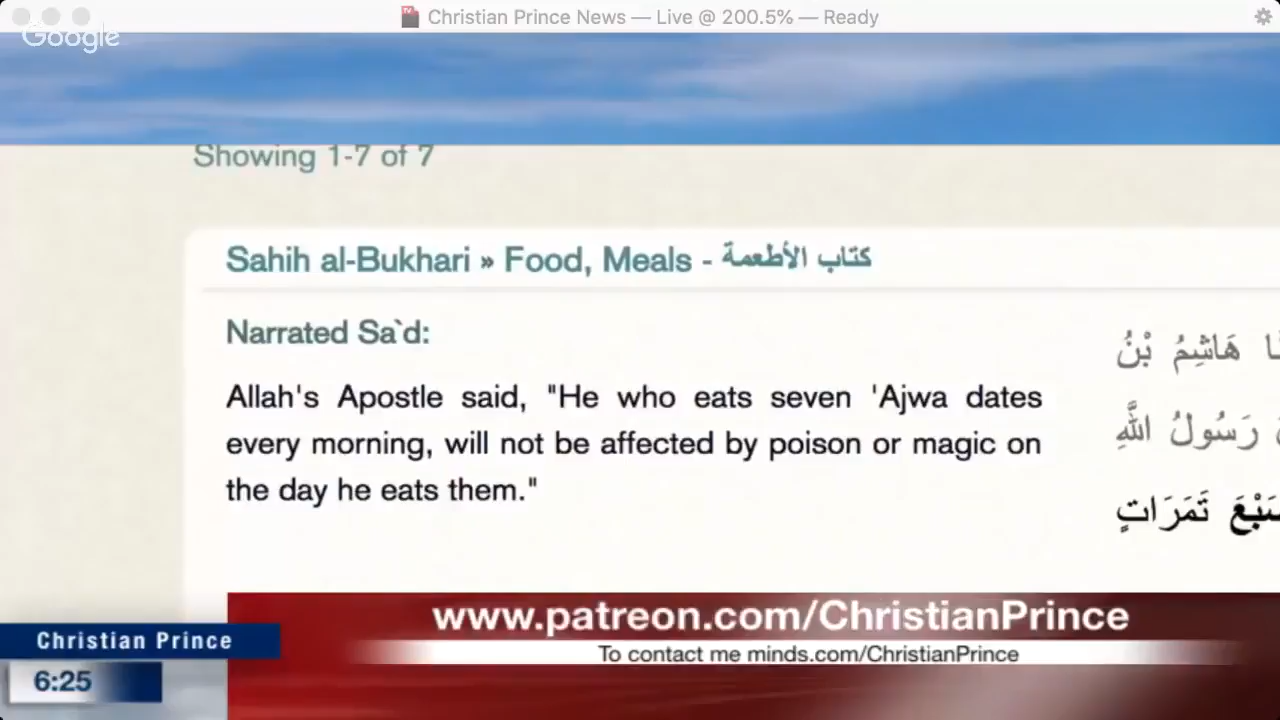 Christian Prince News — Live @ 200.5% — Ready
Google
Showing 1-7 of 7
Sahih al-Bukhari » Food, Meals - كتاب الأطعمة
Narrated Sa`d:
Allah's Apostle said, "He who eats seven 'Ajwa dates
every morning, will not be affected by poison or magic on
the day he eats them."
هَاشِمُ بْنُ
رَسُولُ اللَّهِ
سَبْعَ تَمَرَاتٍ
www.patreon.com/ChristianPrince
To contact me minds.com/ChristianPrince
Christian Prince
6:25